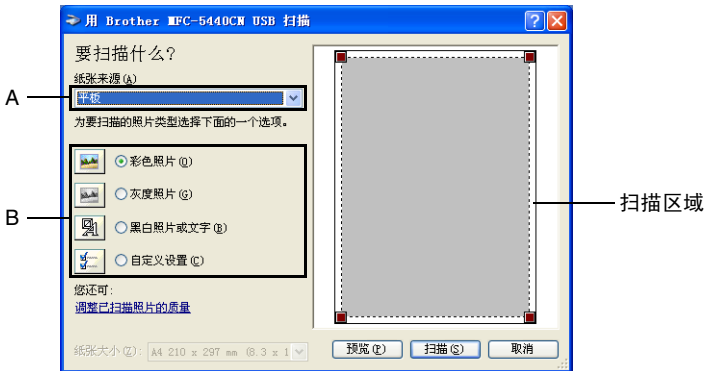 用 Brother MFC-5440CN USB 扫描
要扫描什么?
纸张来源(A)
A
平板
为要扫描的照片类型选择下面的一个选项。
彩色照片(O)
灰度照片(G)
B
黑白照片或文字(B)
自定义设置(C)
您还可:
调整已扫描照片的质量
纸张大小(Z): A4 210 x 297 mm (8.3 x 1
预览(P) 扫描(S) 取消
扫描区域